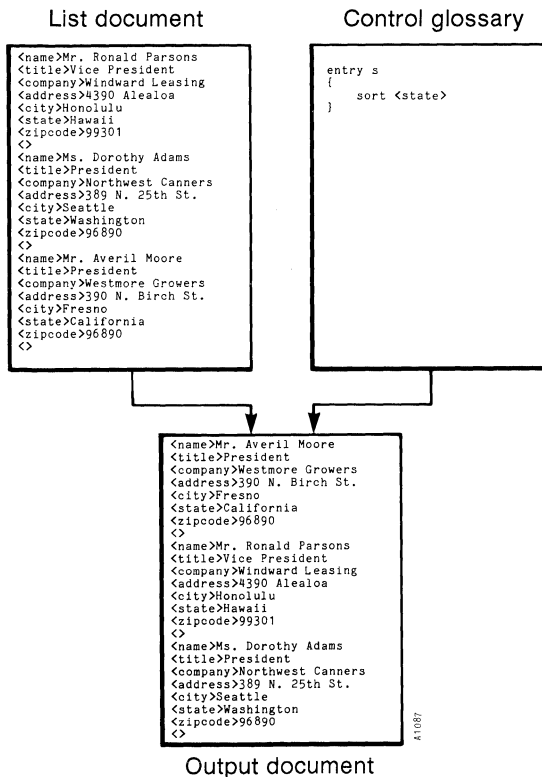 List document
<name>Mr. Ronald Parsons
<title>Vice President
<company>Windward Leasing
<address>4390 Alealoa
<city>Honolulu
<state>Hawaii
<zipcode>99301
<>
<name>Ms. Dorothy Adams
<title>President
<company>Northwest Canners
<address>389 N. 25th St.
<city>Seattle
<state>Washington
<zipcode>96890
<>
<name>Mr. Averil Moore
<title>President
<company>Westmore Growers
<address>390 N. Birch St.
<city>Fresno
<state>California
<zipcode>96890
<>
Control glossary
entry s
{
sort <state>
}
<name>Mr. Averil Moore
<title>President
<company>Westmore Growers
<address>390 N. Birch St.
<city>Fresno
<state>California
<zipcode>96890
<>
<name>Mr. Ronald Parsons
<title>Vice President
<company>Windward Leasing
<address>4390 Alealoa
<city>Honolulu
<state>Hawaii
<zipcode>99301
<>
<name>Ms. Dorothy Adams
<title>President
<company>Northwest Canners
<address>389 N. 25th St.
<city>Seattle
<state>Washington
<zipcode>96890
<>
A1087
Output document